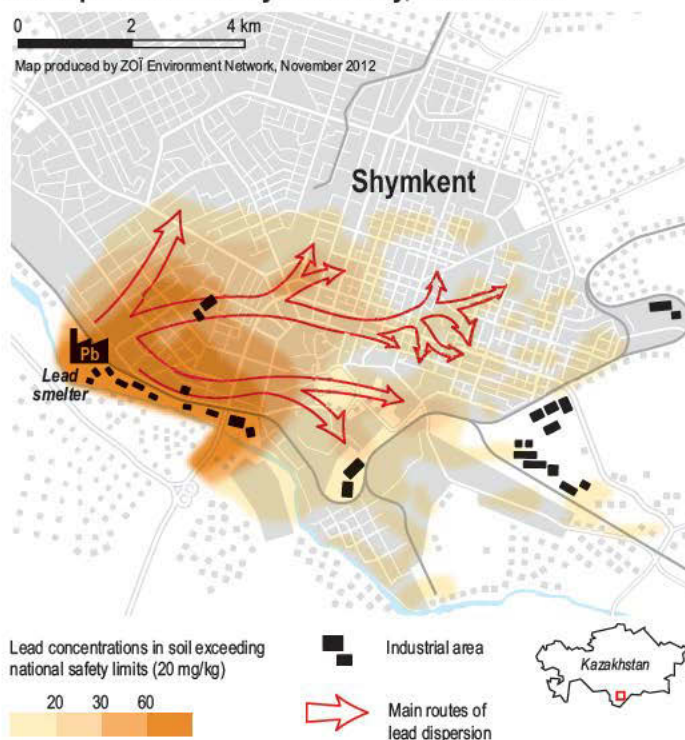 0 2 4 km
Map produced by ZOÏ Environment Network, November 2012
Shymkent
Pb
Lead
smelter
Lead concentrations in soil exceeding
national safety limits (20 mg/kg)
20 30 60
Industrial area
Main routes of
lead dispersion
Kazakhstan